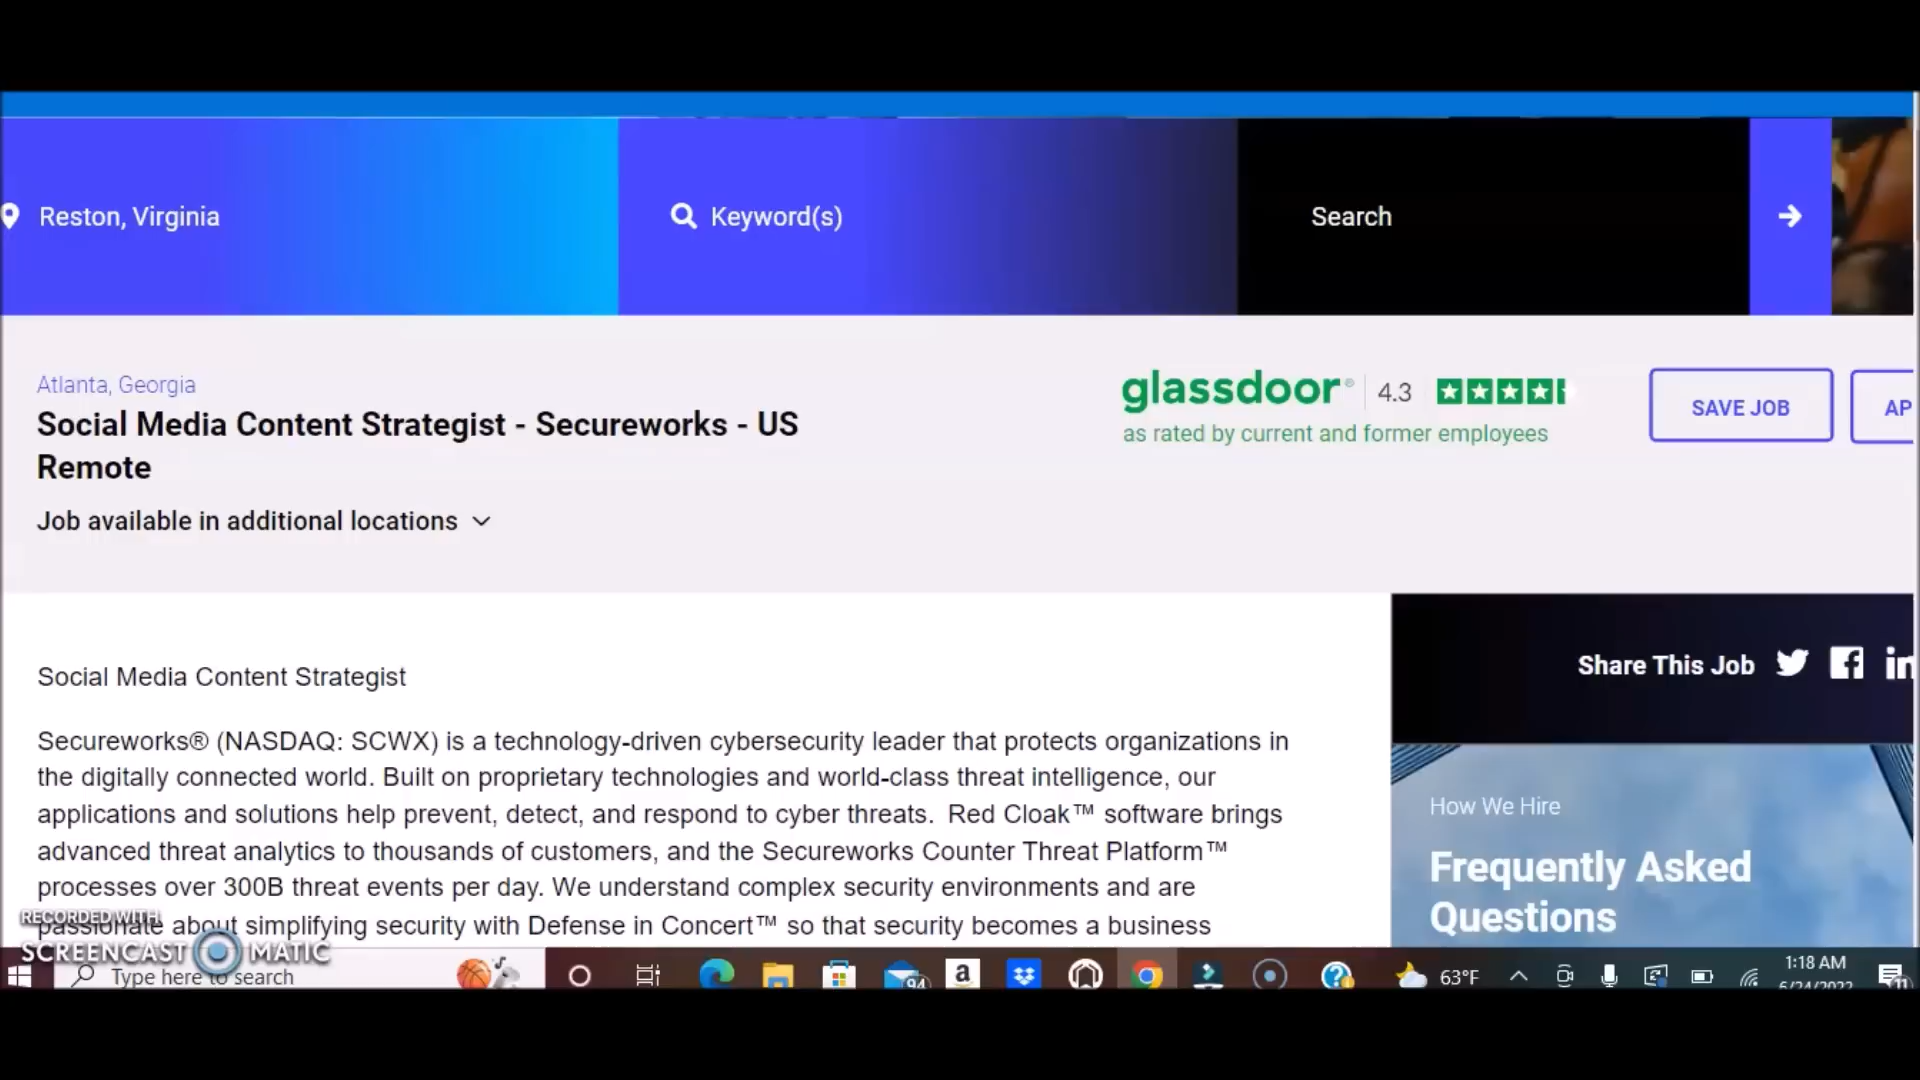 Reston, Virginia
Keyword(s)
Search
Atlanta, Georgia
Social Media Content Strategist - Secureworks - US
Remote
Job available in additional locations
glassdoor® 4.3
as rated by current and former employees
SAVE JOB
AP
Social Media Content Strategist
Secureworks® (NASDAQ: SCWX) is a technology-driven cybersecurity leader that protects organizations in
the digitally connected world. Built on proprietary technologies and world-class threat intelligence, our
applications and solutions help prevent, detect, and respond to cyber threats. Red Cloak™ software brings
advanced threat analytics to thousands of customers, and the Secureworks Counter Threat Platform™
processes over 300B threat events per day. We understand complex security environments and are
passionate about simplifying security with Defense in Concert™ so that security becomes a business
Share This Job
How We Hire
Frequently Asked
Questions
RECORDED WITH
SCREENCAST MATIC
Type here to search
94
63°F
1:18 AM
6/24/2022
11